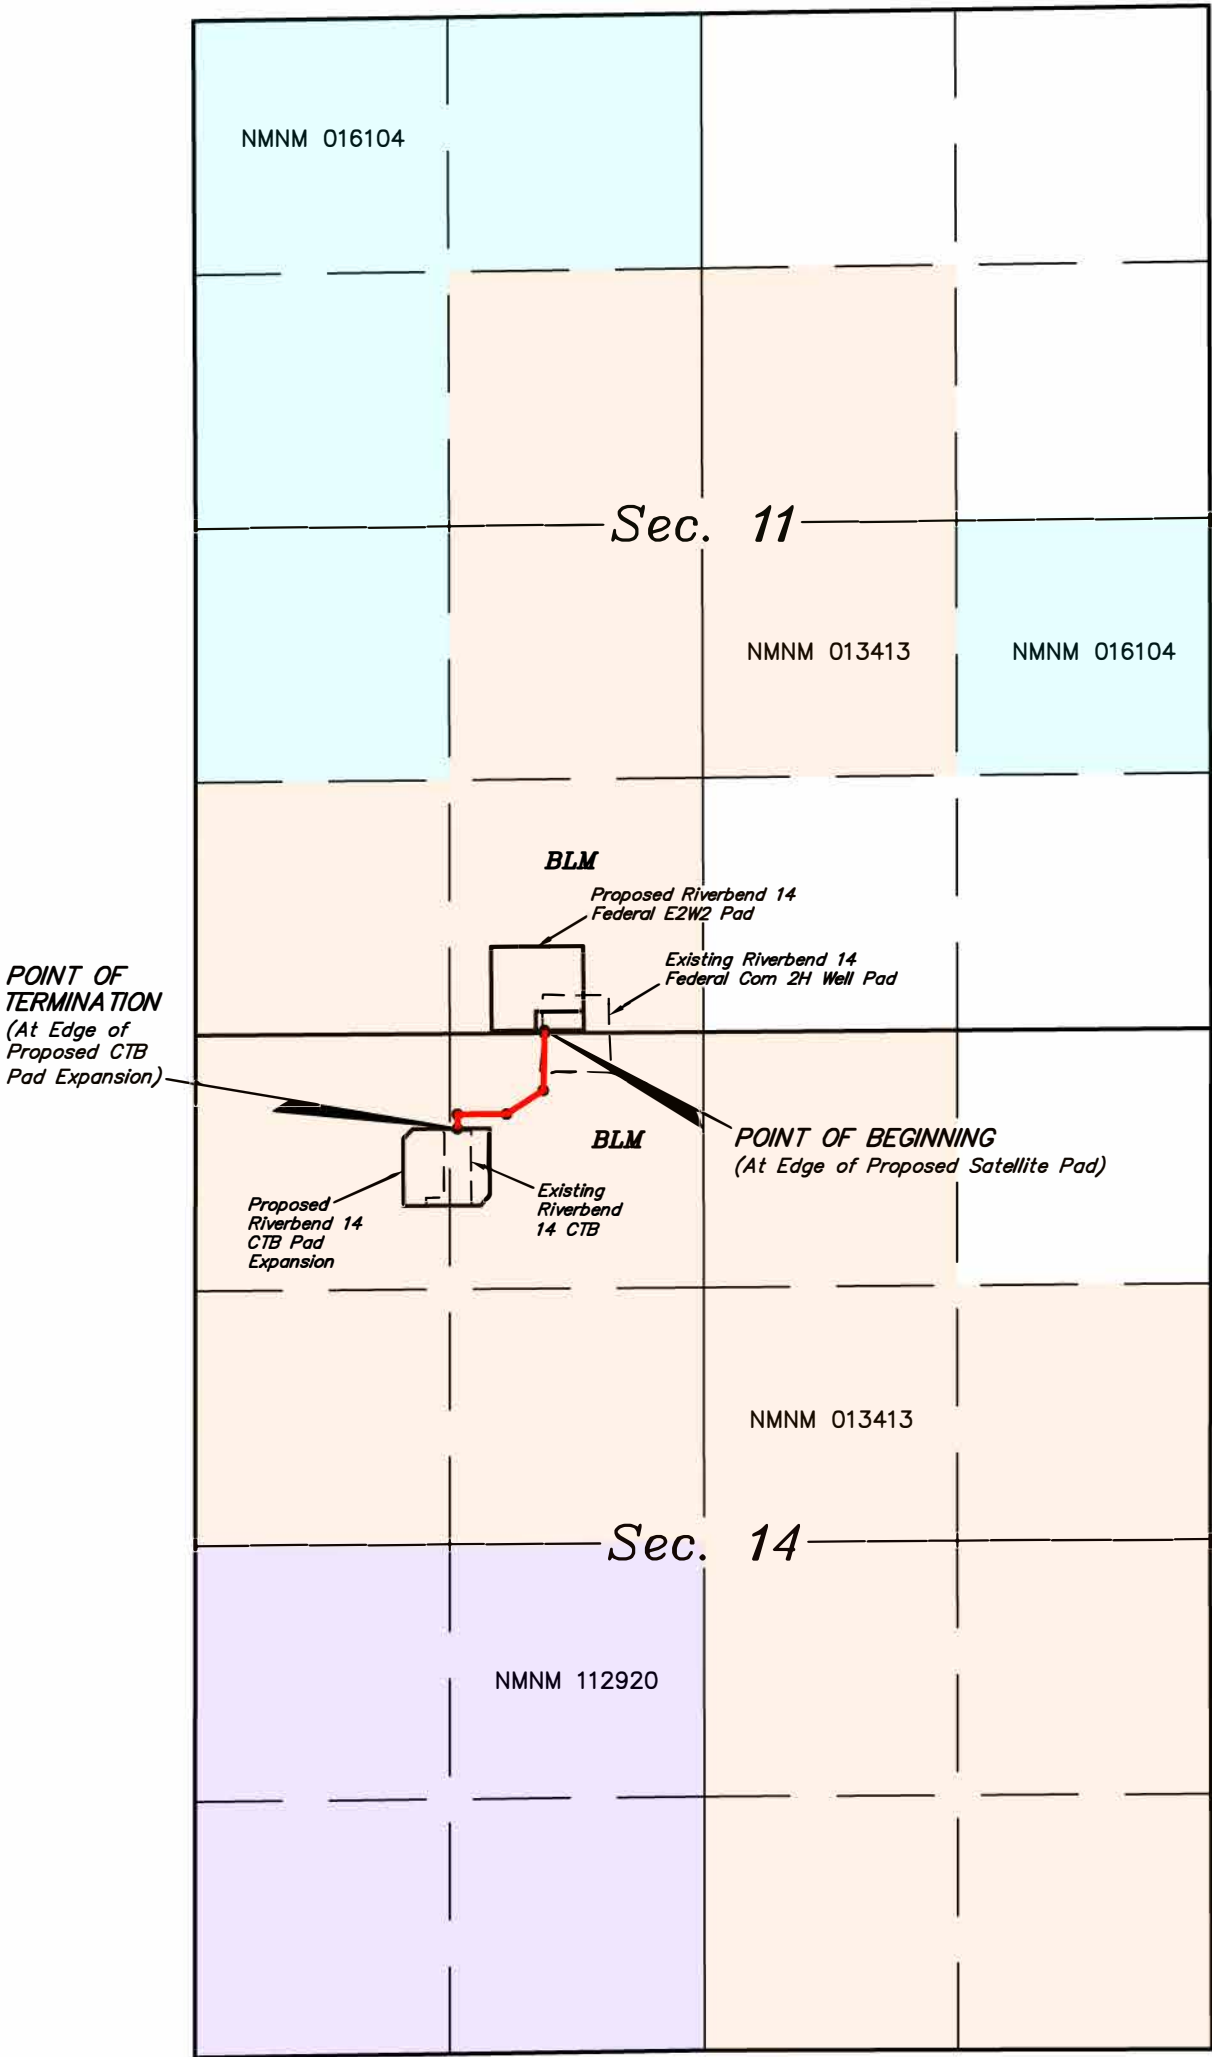 NMNM 016104
Sec. 11
NMNM 013413
NMNM 016104
BLM
Proposed Riverbend 14
Federal E2W2 Pad
Existing Riverbend 14
Federal Com 2H Well Pad
POINT OF
TERMINATION
(At Edge of
Proposed CTB
Pad Expansion)
BLM
POINT OF BEGINNING
(At Edge of Proposed Satellite Pad)
Proposed
Riverbend 14
CTB Pad
Expansion
Existing
Riverbend
14 CTB
NMNM 013413
Sec. 14
NMNM 112920